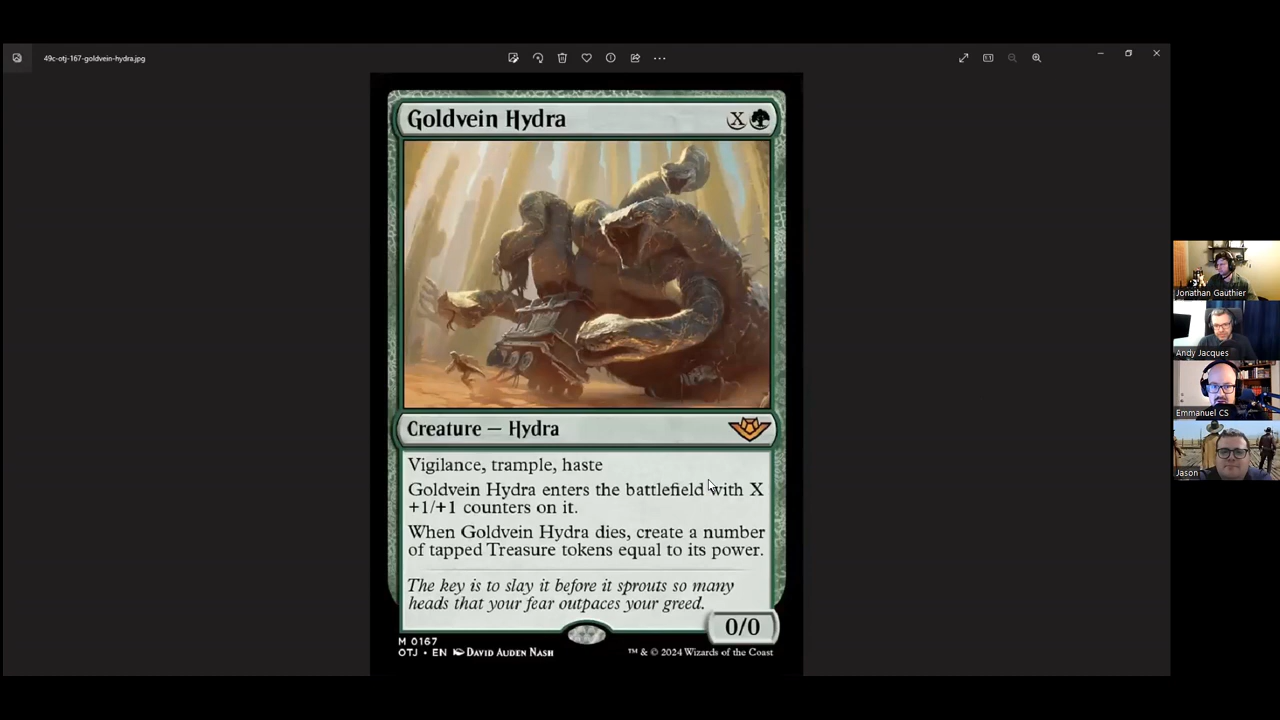 49c-otj-167-goldvein-hydra.jpg
Goldvein Hydra
X
Creature — Hydra
Vigilance, trample, haste
Goldvein Hydra enters the battlefield with X
+1/+1 counters on it.
When Goldvein Hydra dies, create a number
of tapped Treasure tokens equal to its power.
The key is to slay it before it sprouts so many
heads that your fear outpaces your greed.
0/0
M 0167
OTJ • EN DAVID AUDEN NASH
™ & © 2024 Wizards of the Coast
Jonathan Gauthier
Andy Jacques
Emmanuel CS
Jason